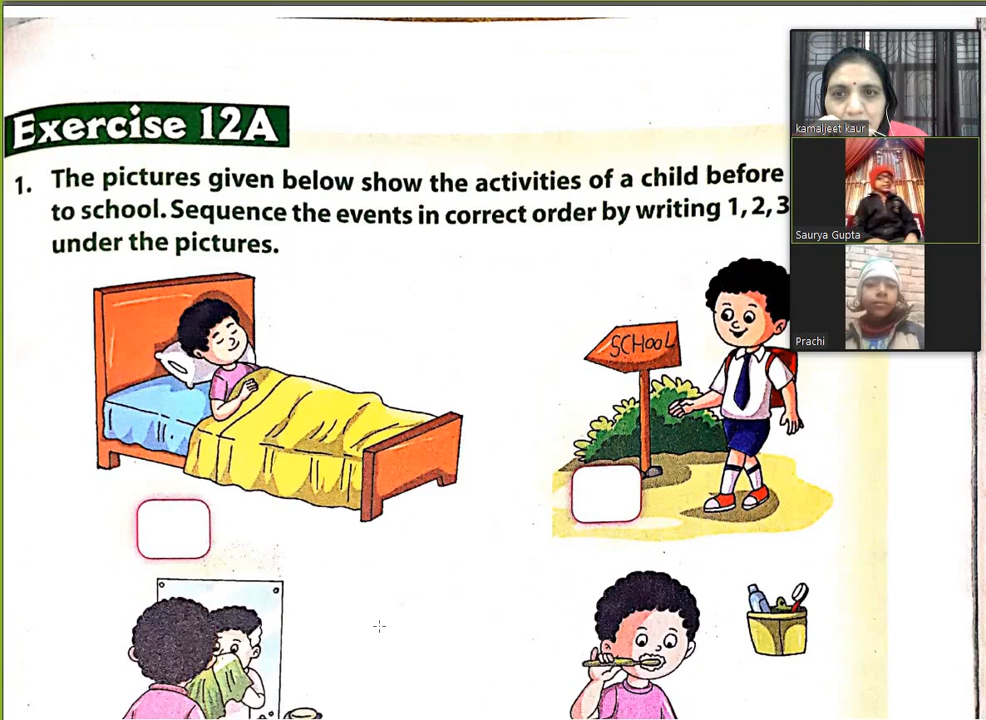 Exercise 12A
1. The pictures given below show the activities of a child before
to school. Sequence the events in correct order by writing 1, 2, 3
under the pictures.
SCHOOL
kamaljeet kaur
Saurya Gupta
Prachi